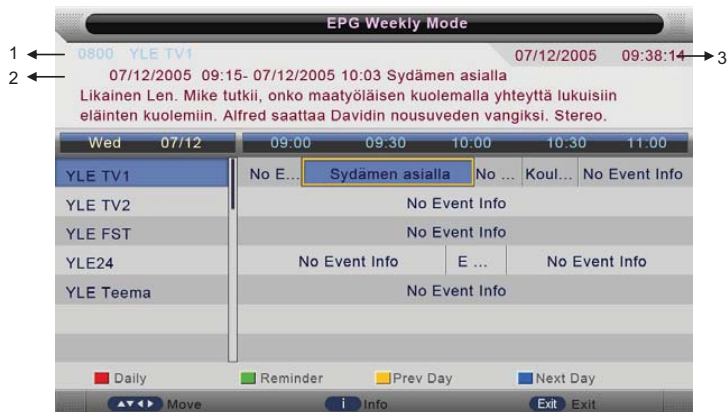 EPG Weekly Mode
1
0800 YLE TV1
07/12/2005 09:38:14
3
2
07/12/2005 09:15- 07/12/2005 10:03 Sydämen asialla
Likainen Len. Mike tutkii, onko maatyöläisen kuolemalla yhteyttä lukuisiin
eläinten kuolemiin. Alfred saattaa Davidin nousuveden vangiksi. Stereo.
Wed 07/12 09:00 09:30 10:00 10:30 11:00
YLE TV1 No E... Sydämen asialla No ... Koul... No Event Info
YLE TV2 No Event Info
YLE FST No Event Info
YLE24 No Event Info E ... No Event Info
YLE Teema No Event Info
Daily Reminder Prev Day Next Day
Move i Info Exit Exit